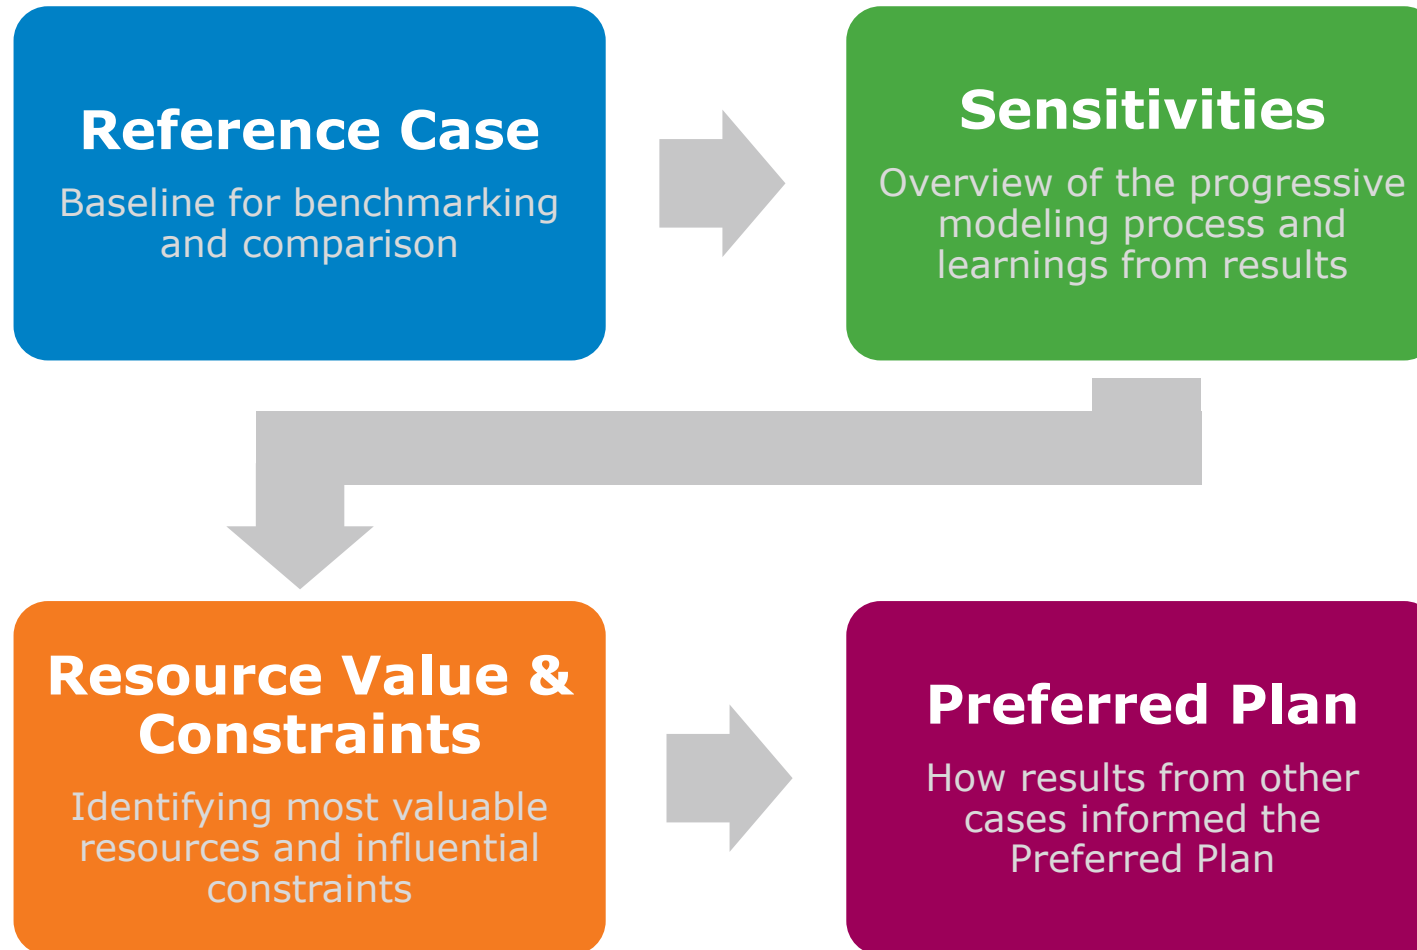 Reference Case
Baseline for benchmarking
and comparison
Sensitivities
Overview of the progressive
modeling process and
learnings from results
Resource Value &
Constraints
Identifying most valuable
resources and influential
constraints
Preferred Plan
How results from other
cases informed the
Preferred Plan